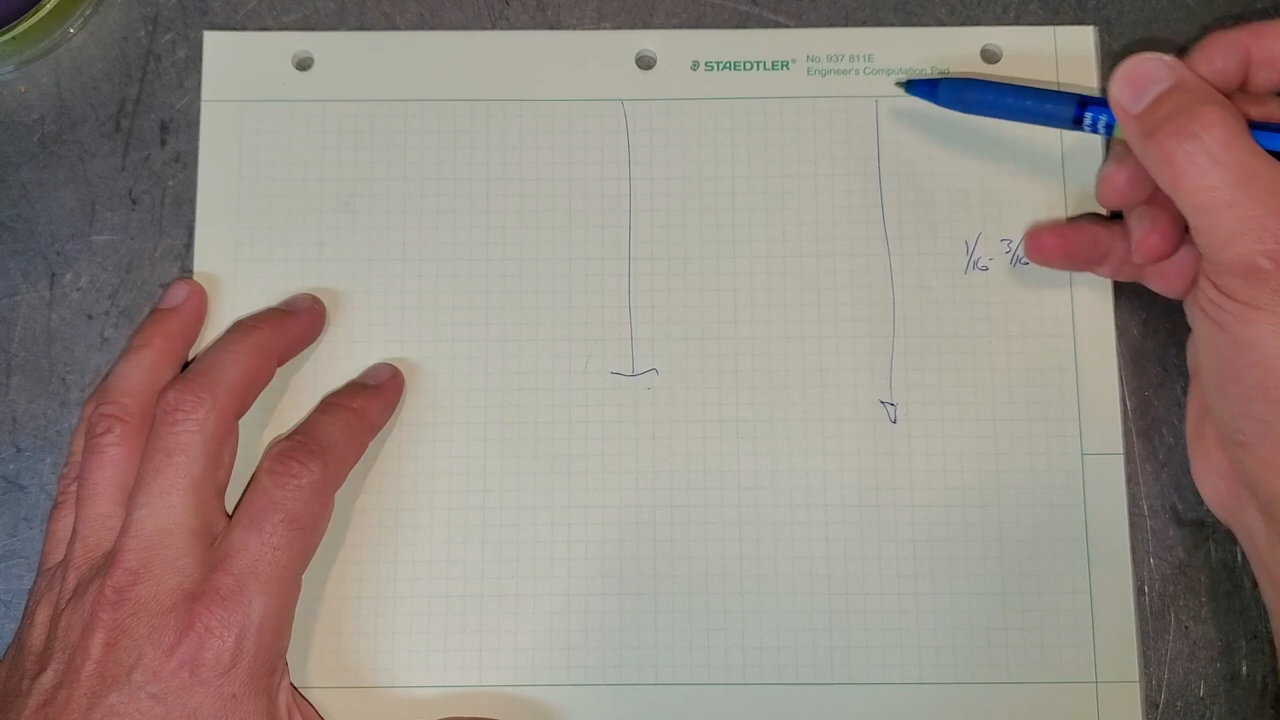 STAEDTLER®
No. 937 811E
Engineer's Computation Pad
1/16 - 3/16